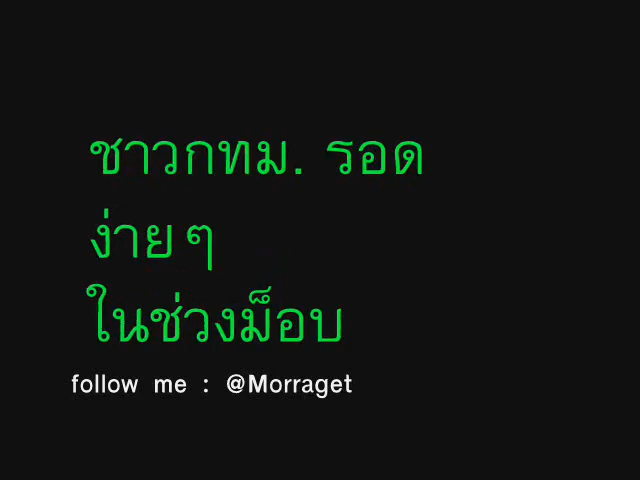 ชาวกทม. รอด
ง่าย ๆ
ในช่วงม็อบ
follow me : @Morraget